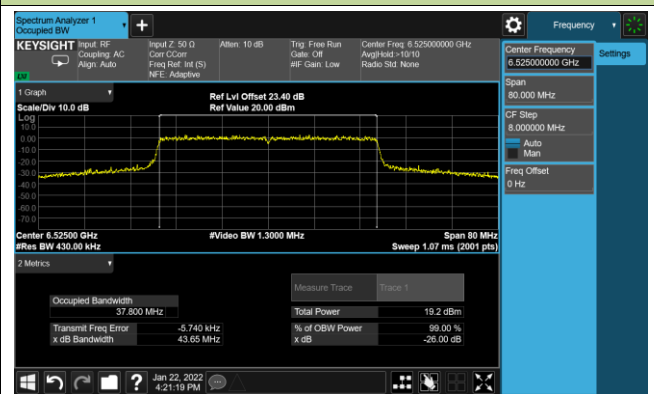 Spectrum Analyzer 1
Occupied BW
Frequency
KEYSIGHT
Input: RF
Coupling: AC
Align: Auto
Input Z: 50 Ω
Corr CCorr
Freq Ref: Int (S)
NFE: Adaptive
Atten: 10 dB
Trig: Free Run
Gate: Off
#IF Gain: Low
Center Freq: 6.525000000 GHz
Avg|Hold:>10/10
Radio Std: None
LXI
Center Frequency
6.525000000 GHz
Settings
Span
80.000 MHz
CF Step
8.000000 MHz
Auto
Man
Freq Offset
0 Hz
1 Graph
Scale/Div 10.0 dB
Ref Lvl Offset 23.40 dB
Ref Value 20.00 dBm
Log
10.0
0.00
-10.0
-20.0
-30.0
-40.0
-50.0
-60.0
-70.0
Center 6.52500 GHz
#Video BW 1.3000 MHz
Span 80 MHz
#Res BW 430.00 kHz
Sweep 1.07 ms (2001 pts)
2 Metrics
Measure Trace
Trace 1
Occupied Bandwidth
37.800 MHz
Total Power
19.2 dBm
Transmit Freq Error
-5.740 kHz
% of OBW Power
99.00 %
x dB Bandwidth
43.65 MHz
x dB
-26.00 dB
?
Jan 22, 2022
4:21:19 PM